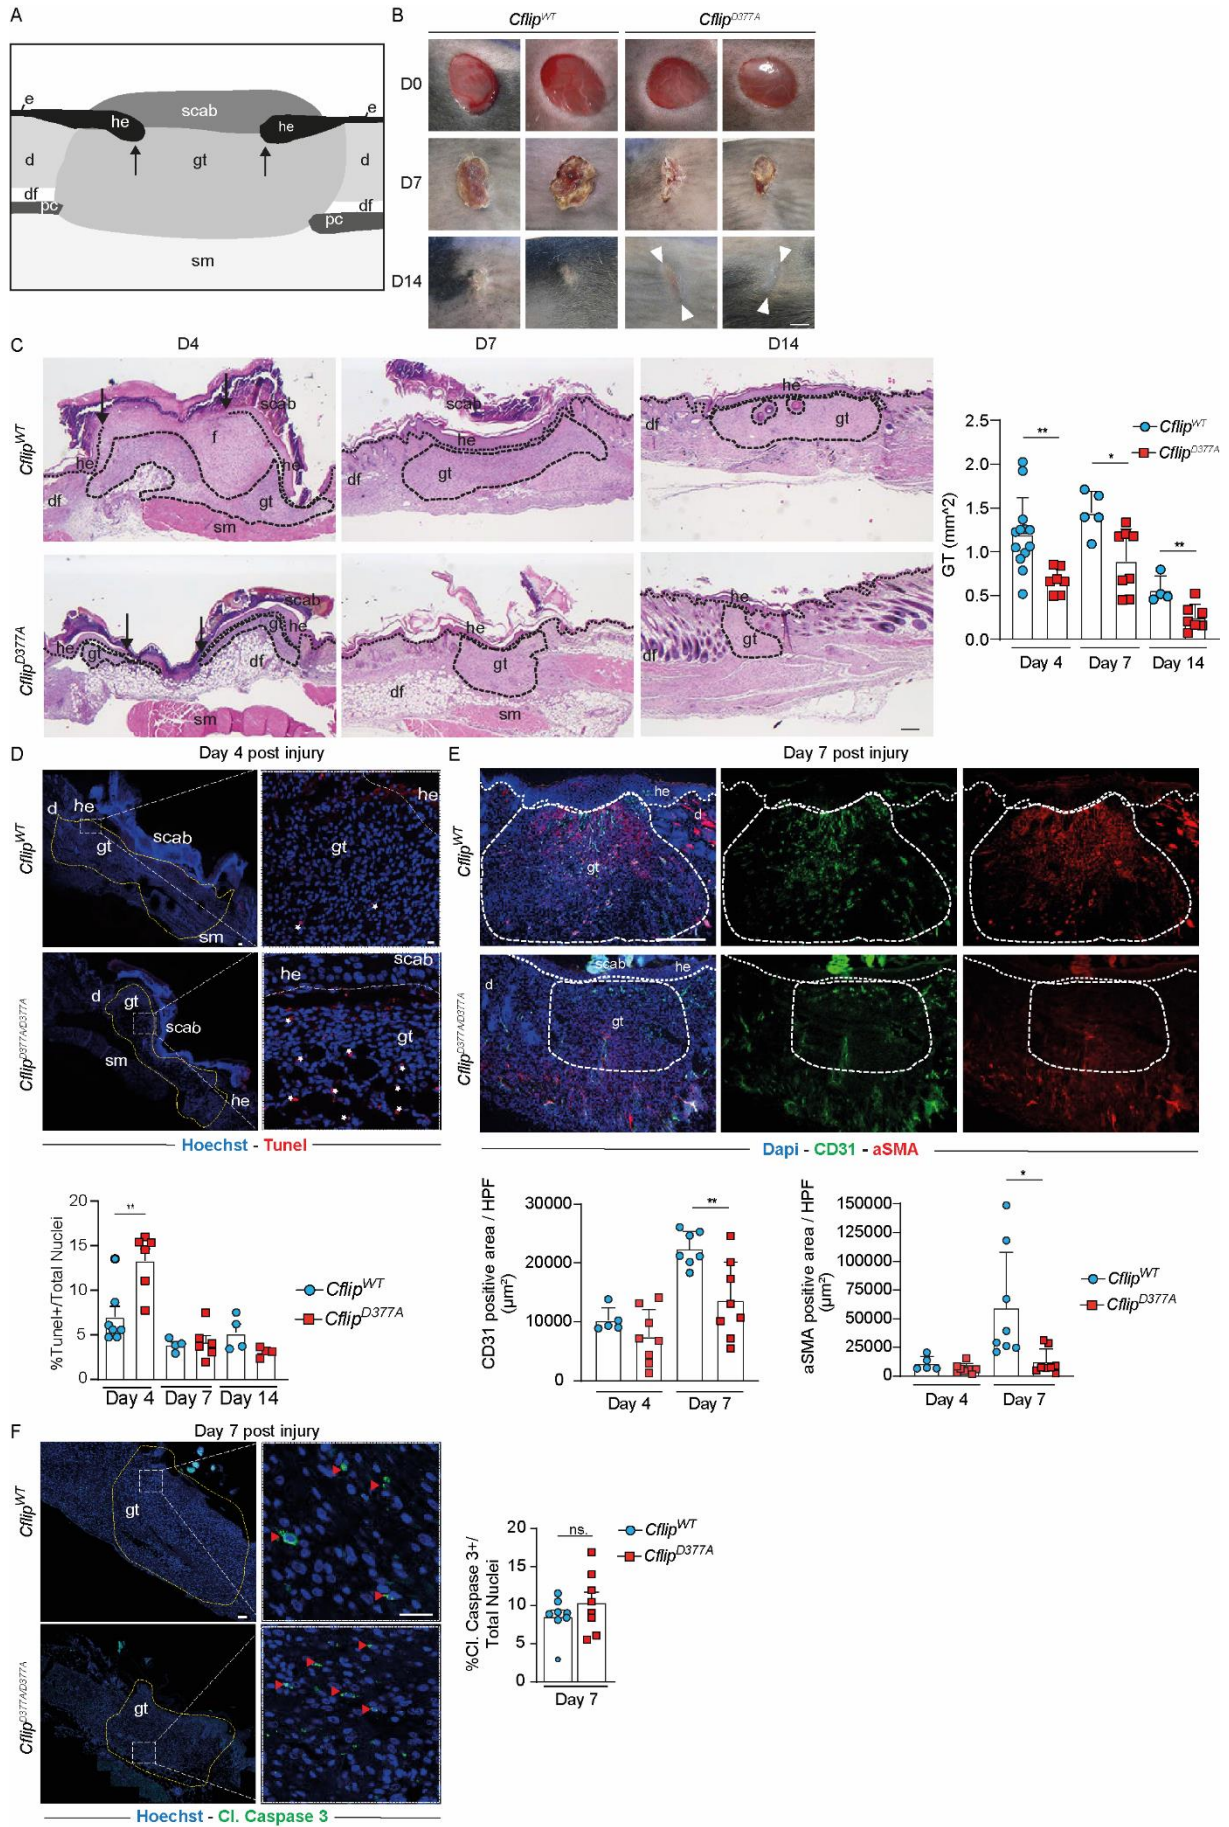 A
e
scab
e
he
he
d
gt
d
df
df
pc
pc
sm
B
Cflip^WT
Cflip^D377A
D0
D7
D14
C
D4
D7
D14
Cflip^WT
scab
f
he
he
df
gt
sm
scab
he
gt
df
he
gt
df
Cflip^D377A
scab
gt
he
he
gt
df
sm
he
gt
df
sm
he
gt
df
GT (mm^2)
2.5
2.0
1.5
1.0
0.5
0.0
**
*
**
Cflip^WT
Cflip^D377A
Day 4
Day 7
Day 14
D
Day 4 post injury
Cflip^WT
d
he
scab
gt
sm
he
gt
Cflip^D377A/D377A
d
gt
scab
sm
he
scab
he
gt
Hoechst - Tunel
%Tunel+/Total Nuclei
20
15
10
5
0
**
Cflip^WT
Cflip^D377A
Day 4
Day 7
Day 14
E
Day 7 post injury
Cflip^WT
he
d
gt
Cflip^D377A/D377A
scab
he
d
gt
Dapi - CD31 - aSMA
CD31 positive area / HPF
(µm²)
30000
20000
10000
0
**
Day 4
Day 7
aSMA positive area / HPF
(µm²)
150000
125000
100000
75000
50000
25000
0
*
Cflip^WT
Cflip^D377A
Day 4
Day 7
F
Day 7 post injury
Cflip^WT
gt
Cflip^D377A/D377A
gt
Hoechst - Cl. Caspase 3
%Cl. Caspase 3+/
Total Nuclei
20
15
10
5
0
ns.
Cflip^WT
Cflip^D377A
Day 7